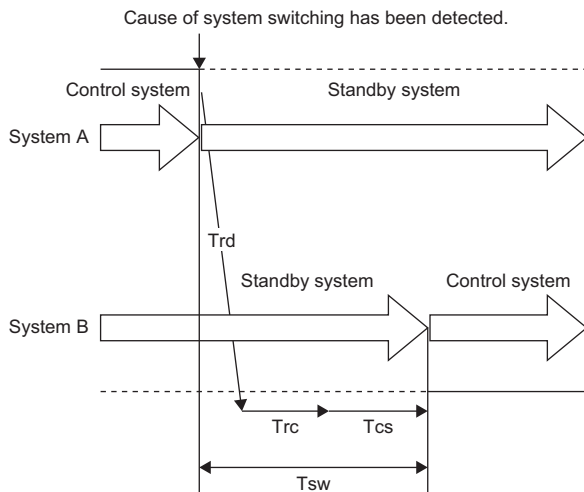 Cause of system switching has been detected.
Control system
Standby system
System A
Trd
Standby system
Control system
System B
Trc
Tcs
Tsw